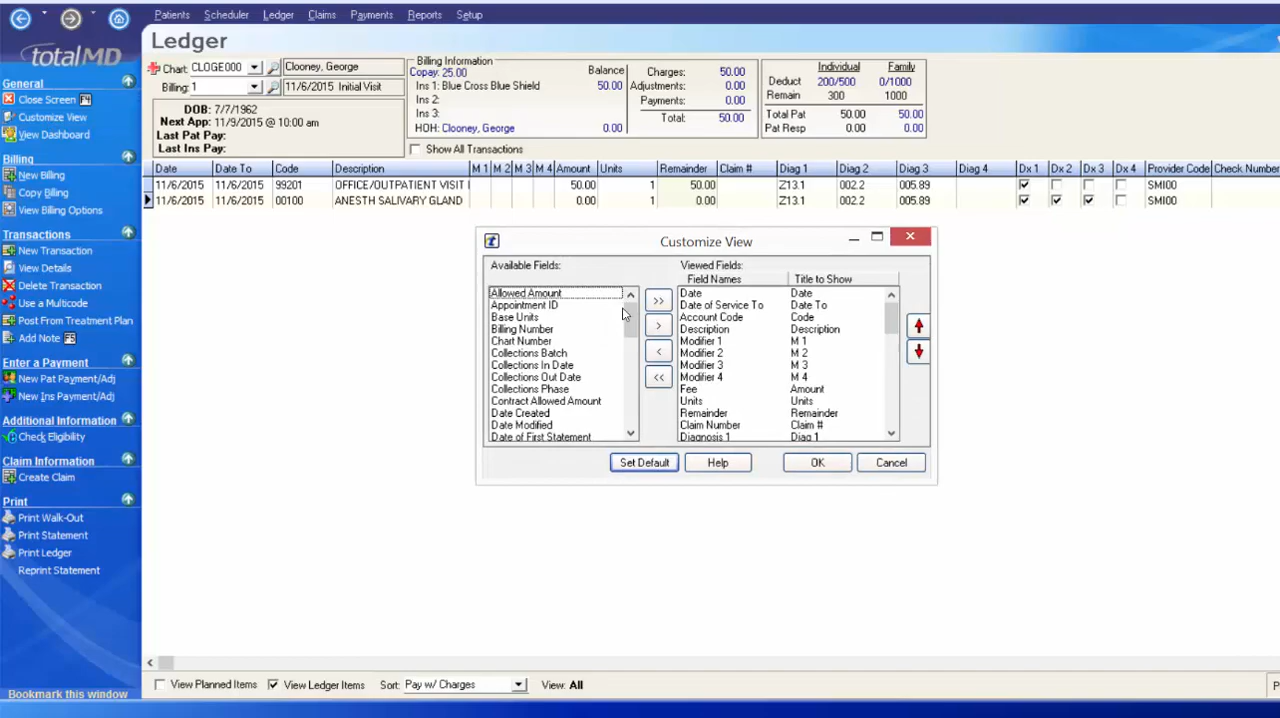 Patients Scheduler Ledger Claims Payments Reports Setup
totalMD
Ledger
General
Close Screen F4
Customize View
View Dashboard
Billing
New Billing
Copy Billing
View Billing Options
Transactions
New Transaction
View Details
Delete Transaction
Use a Multicode
Post From Treatment Plan
Add Note F5
Enter a Payment
New Pat Payment/Adj
New Ins Payment/Adj
Additional Information
Check Eligibility
Claim Information
Create Claim
Print
Print Walk-Out
Print Statement
Print Ledger
Reprint Statement
Bookmark this window
Chart: CLOGE000 Clooney, George
Billing: 1 11/6/2015 Initial Visit
DOB: 7/7/1962
Next App: 11/9/2015 @ 10:00 am
Last Pat Pay:
Last Ins Pay:
Billing Information
Copay: 25.00 Balance
Ins 1: Blue Cross Blue Shield 50.00
Ins 2:
Ins 3:
HOH: Clooney, George 0.00
Charges: 50.00
Adjustments: 0.00
Payments: 0.00
Total: 50.00
Individual Family
Deduct 200/500 0/1000
Remain 300 1000
Total Pat 50.00 50.00
Pat Resp 0.00 0.00
Show All Transactions
Date Date To Code Description M 1 M 2 M 3 M 4 Amount Units Remainder Claim # Diag 1 Diag 2 Diag 3 Diag 4 Dx 1 Dx 2 Dx 3 Dx 4 Provider Code Check Number
11/6/2015 11/6/2015 99201 OFFICE/OUTPATIENT VISIT 50.00 1 50.00 Z13.1 002.2 005.89 SMI00
11/6/2015 11/6/2015 00100 ANESTH SALIVARY GLAND 0.00 1 0.00 Z13.1 002.2 005.89 SMI00
Customize View
Available Fields:
Allowed Amount
Appointment ID
Base Units
Billing Number
Chart Number
Collections Batch
Collections In Date
Collections Out Date
Collections Phase
Contract Allowed Amount
Date Created
Date Modified
Date of First Statement
>>
>
<
<<
Viewed Fields:
Field Names Title to Show
Date Date
Date of Service To Date To
Account Code Code
Description Description
Modifier 1 M 1
Modifier 2 M 2
Modifier 3 M 3
Modifier 4 M 4
Fee Amount
Units Units
Remainder Remainder
Claim Number Claim #
Diagnosis 1 Diag 1
Set Default Help OK Cancel
View Planned Items View Ledger Items Sort: Pay w/ Charges View: All